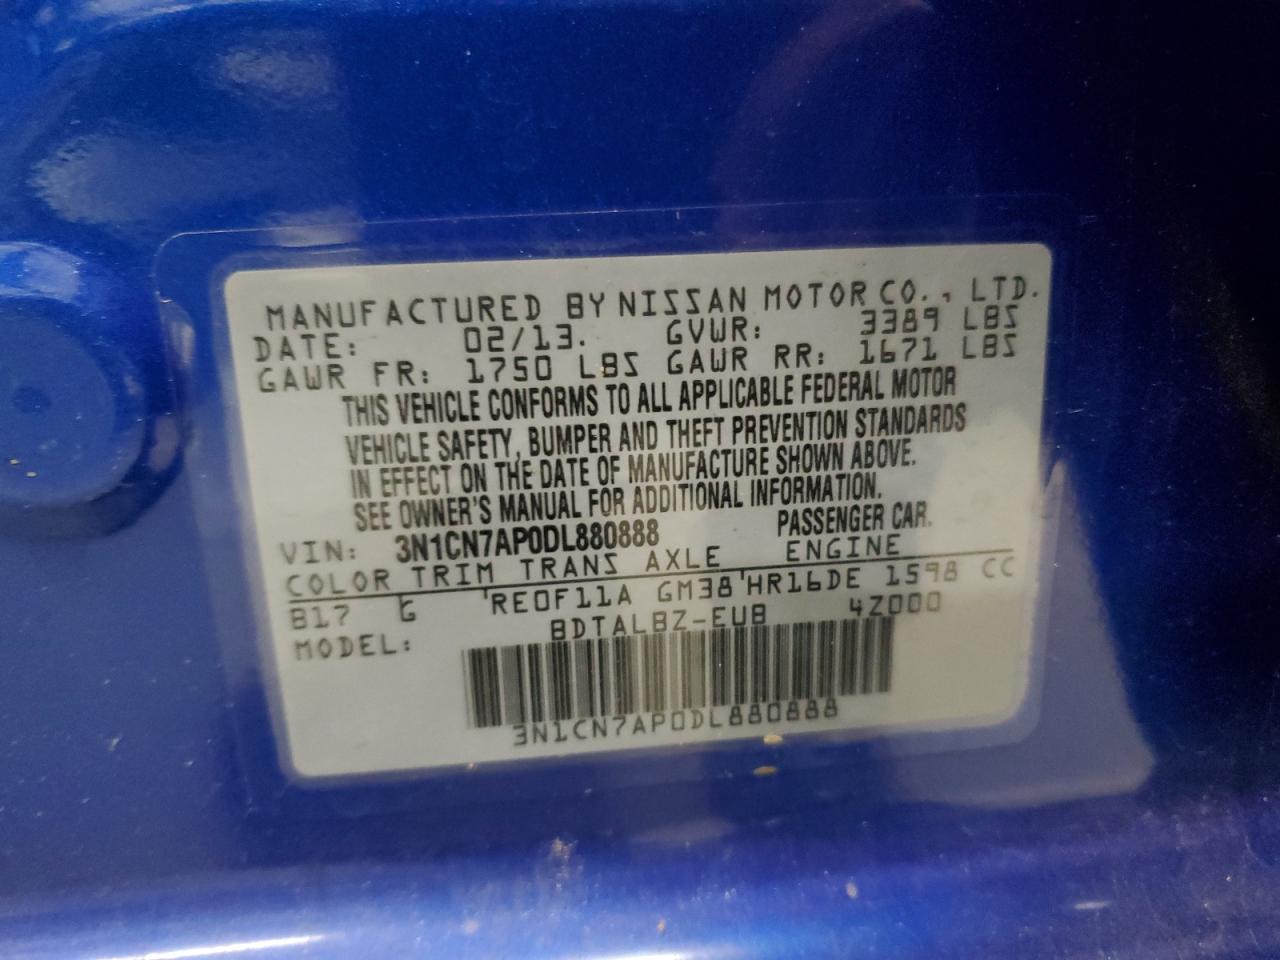 MANUFACTURED BY NISSAN MOTOR CO., LTD.
DATE: 02/13. GVWR: 3389 LBS
GAWR FR: 1750 LBS GAWR RR: 1671 LBS
THIS VEHICLE CONFORMS TO ALL APPLICABLE FEDERAL MOTOR
VEHICLE SAFETY, BUMPER AND THEFT PREVENTION STANDARDS
IN EFFECT ON THE DATE OF MANUFACTURE SHOWN ABOVE.
SEE OWNER'S MANUAL FOR ADDITIONAL INFORMATION.
VIN: 3N1CN7AP0DL880888 PASSENGER CAR.
COLOR TRIM TRANS AXLE ENGINE
B17 G RE0F11A GM38 HR16DE 1598 CC
MODEL: BDTALBZ-EUB 4Z000
3N1CN7AP0DL880888